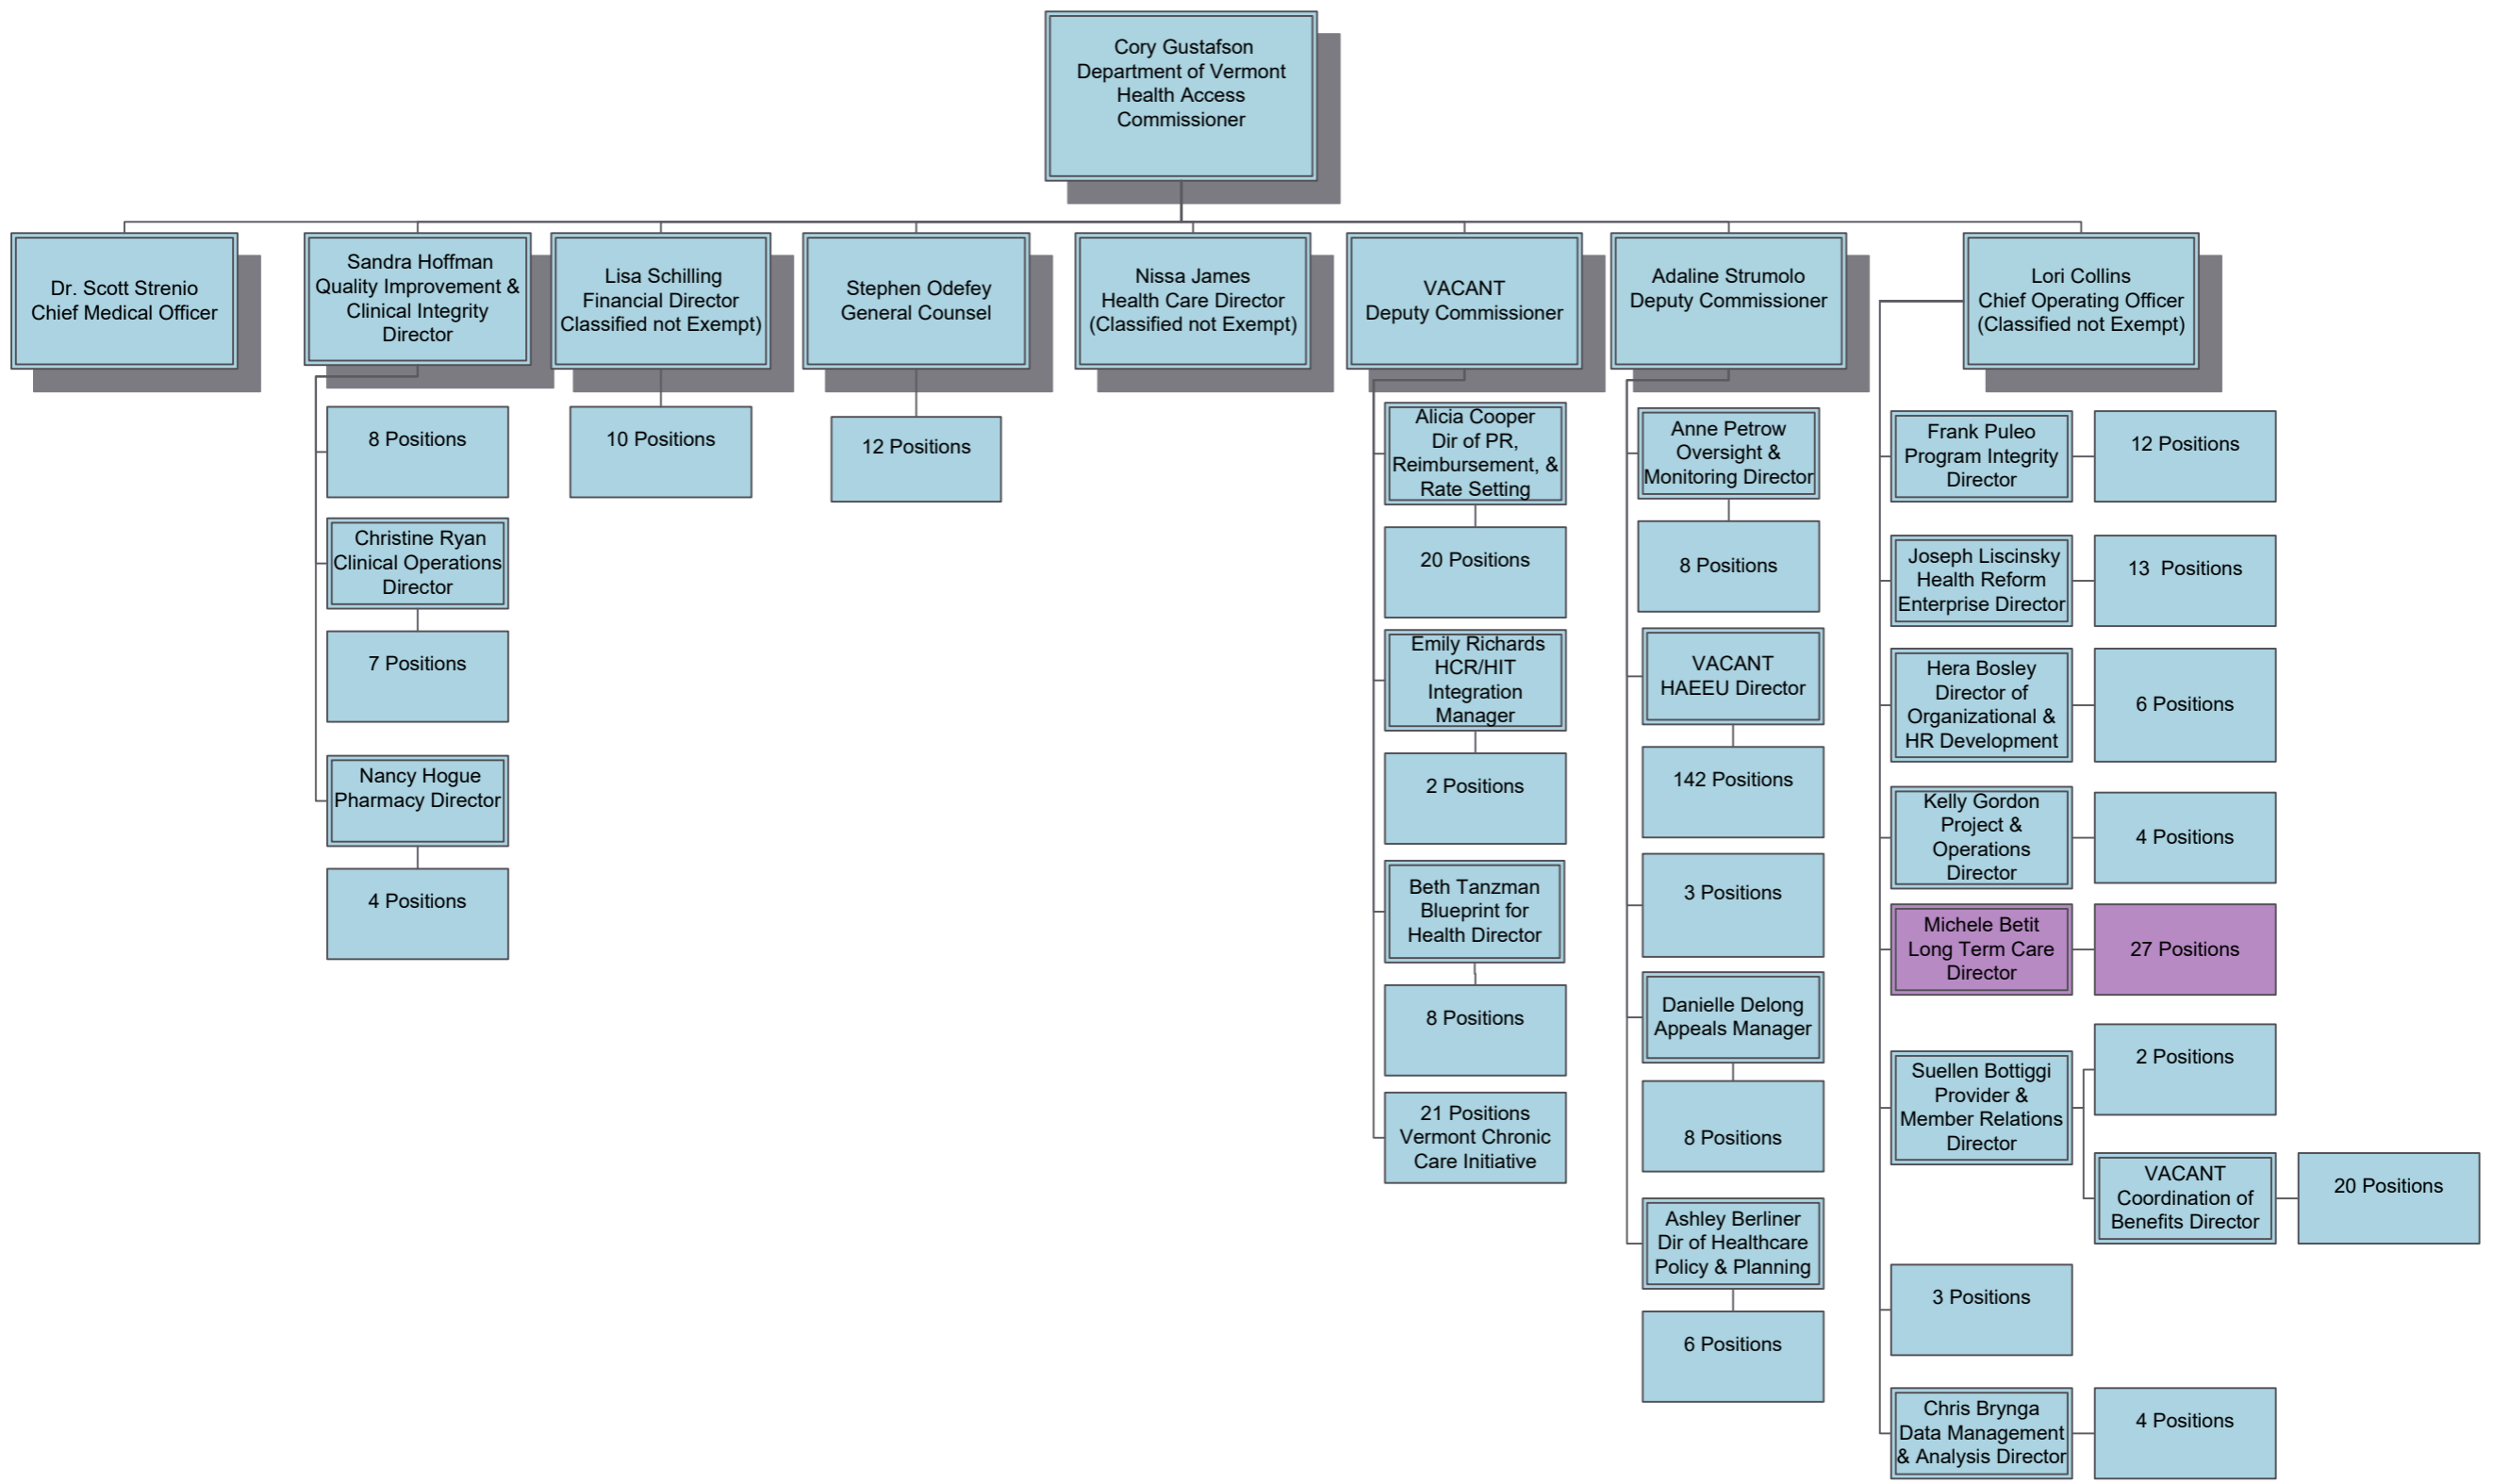 Cory Gustafson
Department of Vermont
Health Access
Commissioner
Dr. Scott Strenio
Chief Medical Officer
Sandra Hoffman
Quality Improvement &
Clinical Integrity
Director
Lisa Schilling
Financial Director
Classified not Exempt)
Stephen Odefey
General Counsel
Nissa James
Health Care Director
(Classified not Exempt)
VACANT
Deputy Commissioner
Adaline Strumolo
Deputy Commissioner
Lori Collins
Chief Operating Officer
(Classified not Exempt)
8 Positions
Christine Ryan
Clinical Operations
Director
7 Positions
Nancy Hogue
Pharmacy Director
4 Positions
10 Positions
12 Positions
Alicia Cooper
Dir of PR,
Reimbursement, &
Rate Setting
20 Positions
Emily Richards
HCR/HIT
Integration
Manager
2 Positions
Beth Tanzman
Blueprint for
Health Director
8 Positions
21 Positions
Vermont Chronic
Care Initiative
Anne Petrow
Oversight &
Monitoring Director
8 Positions
VACANT
HAEEU Director
142 Positions
3 Positions
Danielle Delong
Appeals Manager
8 Positions
Ashley Berliner
Dir of Healthcare
Policy & Planning
6 Positions
Frank Puleo
Program Integrity
Director
12 Positions
Joseph Liscinsky
Health Reform
Enterprise Director
13 Positions
Hera Bosley
Director of
Organizational &
HR Development
6 Positions
Kelly Gordon
Project &
Operations
Director
4 Positions
Michele Betit
Long Term Care
Director
27 Positions
Suellen Bottiggi
Provider &
Member Relations
Director
2 Positions
VACANT
Coordination of
Benefits Director
20 Positions
3 Positions
Chris Brynga
Data Management
& Analysis Director
4 Positions